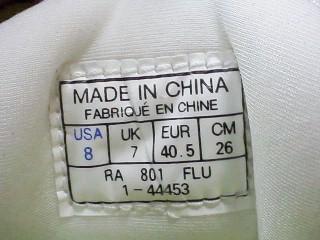 MADE IN CHINA
FABRIQUÉ EN CHINE
USA UK EUR CM
8 7 40.5 26
RA 801 FLU
1-44453